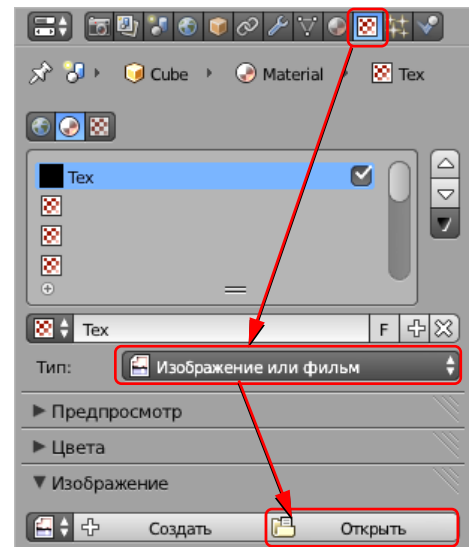 Cube Material Tex
Tex
Tex F
Тип: Изображение или фильм
Предпросмотр
Цвета
Изображение
Создать Открыть